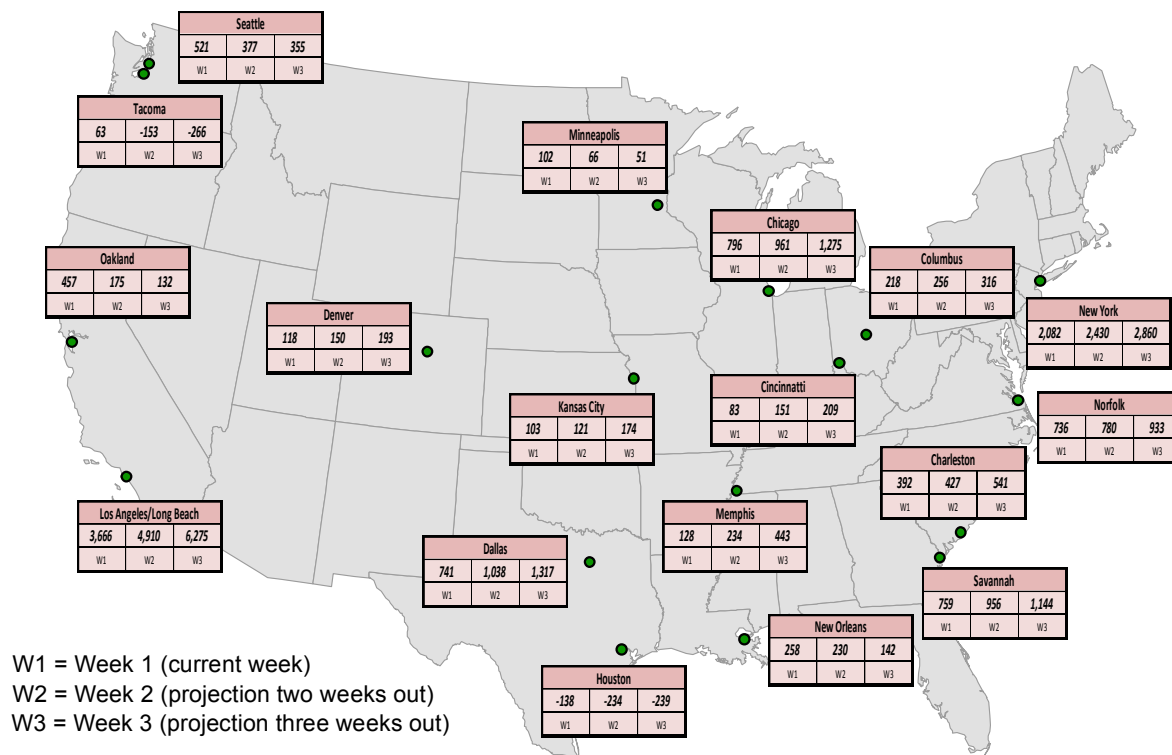 Seattle
521 377 355
W1 W2 W3
Tacoma
63 -153 -266
W1 W2 W3
Minneapolis
102 66 51
W1 W2 W3
Chicago
796 961 1,275
W1 W2 W3
Oakland
457 175 132
W1 W2 W3
Columbus
218 256 316
W1 W2 W3
New York
2,082 2,430 2,860
W1 W2 W3
Denver
118 150 193
W1 W2 W3
Cincinnatti
83 151 209
W1 W2 W3
Kansas City
103 121 174
W1 W2 W3
Norfolk
736 780 933
W1 W2 W3
Charleston
392 427 541
W1 W2 W3
Los Angeles/Long Beach
3,666 4,910 6,275
W1 W2 W3
Memphis
128 234 443
W1 W2 W3
Dallas
741 1,038 1,317
W1 W2 W3
Savannah
759 956 1,144
W1 W2 W3
New Orleans
258 230 142
W1 W2 W3
Houston
-138 -234 -239
W1 W2 W3
W1 = Week 1 (current week)
W2 = Week 2 (projection two weeks out)
W3 = Week 3 (projection three weeks out)